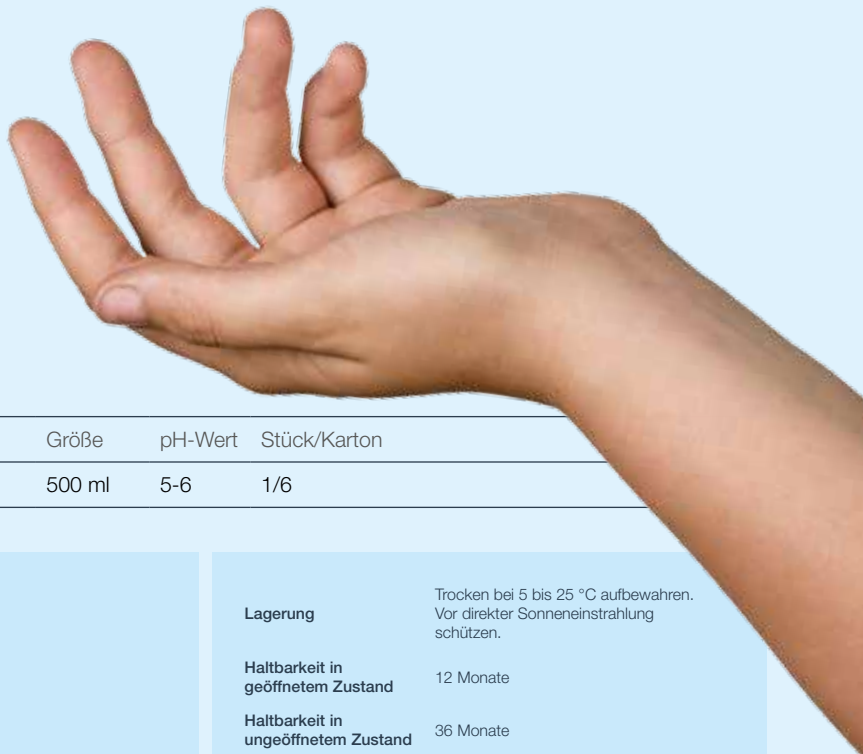 Größe pH-Wert Stück/Karton
500 ml 5-6 1/6
Lagerung
Trocken bei 5 bis 25 °C aufbewahren.
Vor direkter Sonneneinstrahlung
schützen.
Haltbarkeit in
geöffnetem Zustand
12 Monate
Haltbarkeit in
ungeöffnetem Zustand
36 Monate